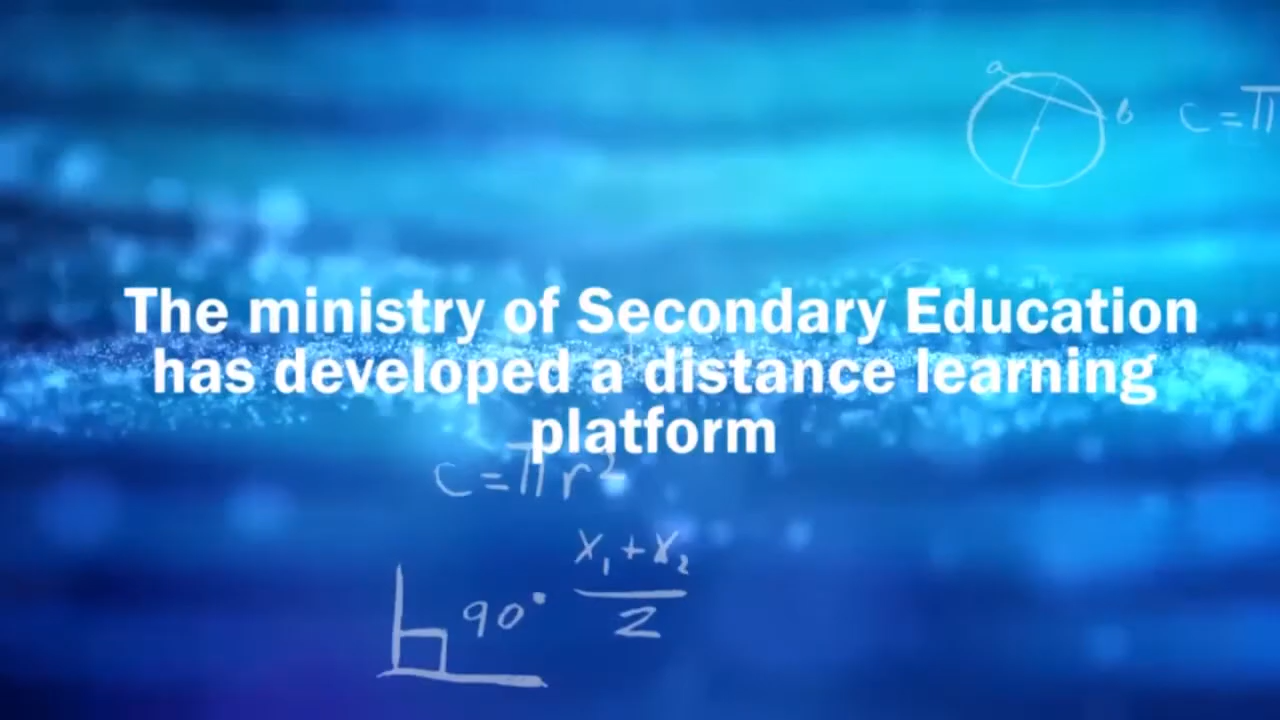 a
b
C = π
The ministry of Secondary Education
has developed a distance learning
platform
C = πr²
x₁ + x₂
90°
2